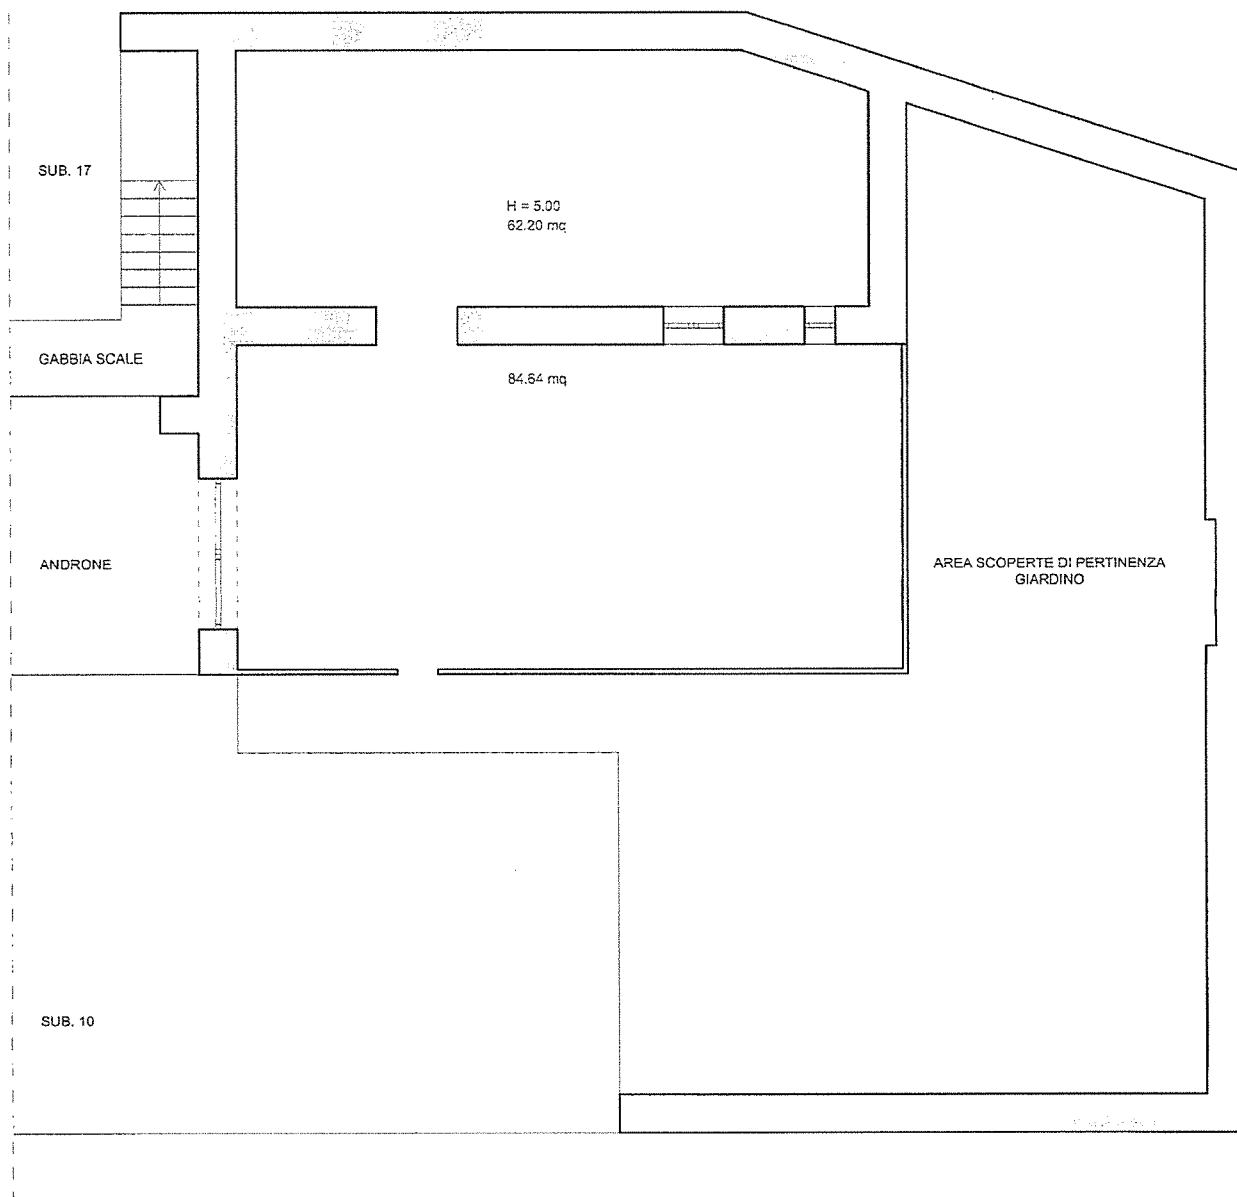 SUB. 17
H = 5.00
62.20 mq
GABBIA SCALE
84.64 mq
ANDRONE
AREA SCOPERTE DI PERTINENZA
GIARDINO
SUB. 10